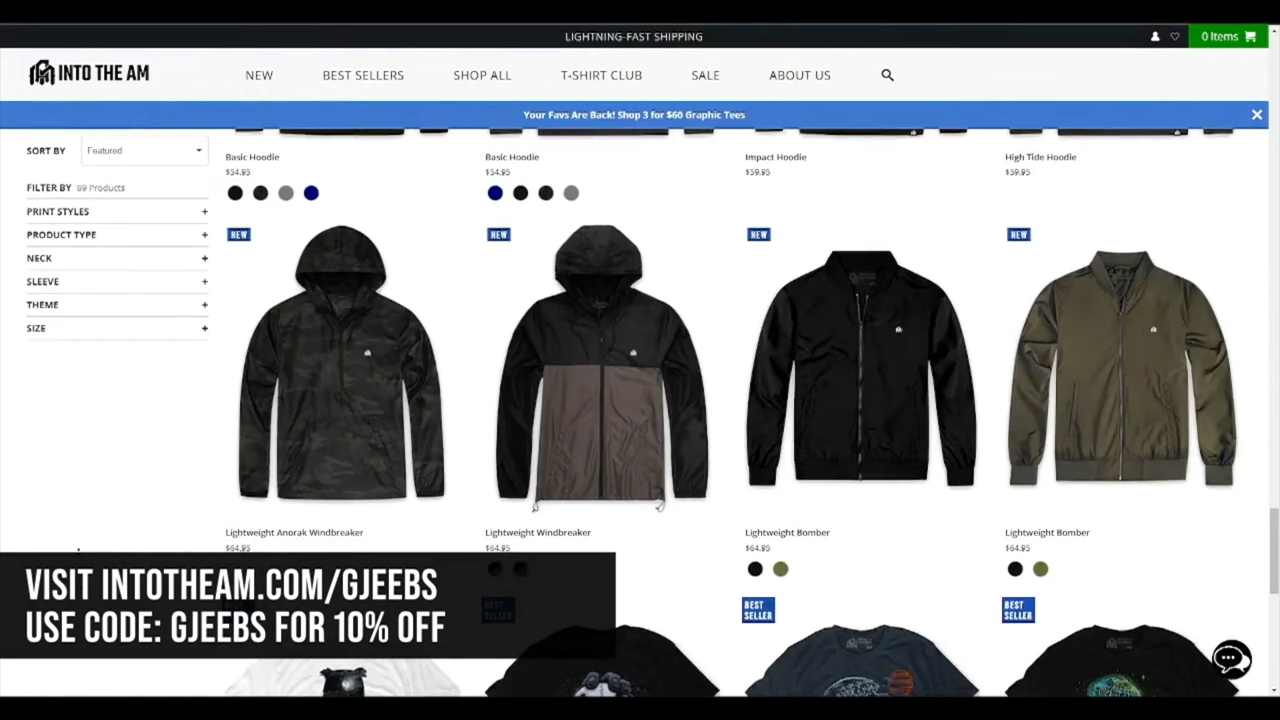 LIGHTNING-FAST SHIPPING
0 Items
INTO THE AM
NEW
BEST SELLERS
SHOP ALL
T-SHIRT CLUB
SALE
ABOUT US
Your Favs Are Back! Shop 3 for $60 Graphic Tees
SORT BY
Featured
FILTER BY 89 Products
PRINT STYLES +
PRODUCT TYPE +
NECK +
SLEEVE +
THEME +
SIZE +
Basic Hoodie
$54.95
Basic Hoodie
$54.95
Impact Hoodie
$59.95
High Tide Hoodie
$59.95
NEW
NEW
NEW
NEW
Lightweight Anorak Windbreaker
$64.95
Lightweight Windbreaker
$64.95
Lightweight Bomber
$64.95
Lightweight Bomber
$64.95
VISIT INTOTHEAM.COM/GJEEBS
USE CODE: GJEEBS FOR 10% OFF
BEST
SELLER
BEST
SELLER
BEST
SELLER